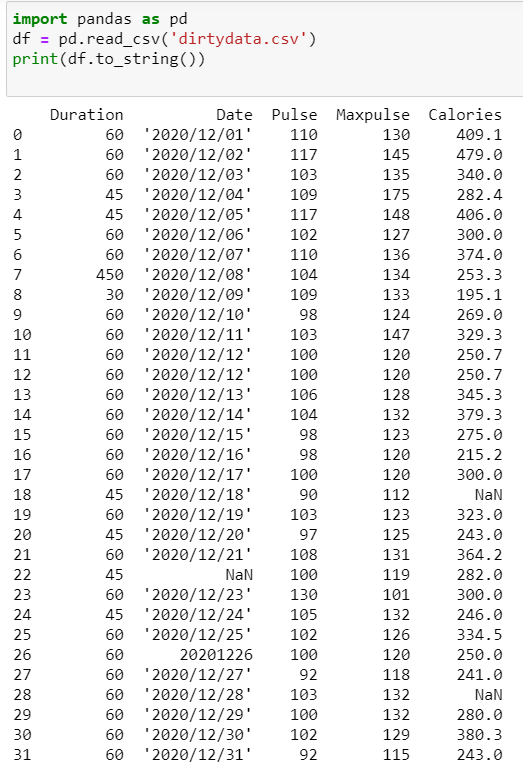 import pandas as pd
df = pd.read_csv('dirtydata.csv')
print(df.to_string())
Duration Date Pulse Maxpulse Calories
0 60 '2020/12/01' 110 130 409.1
1 60 '2020/12/02' 117 145 479.0
2 60 '2020/12/03' 103 135 340.0
3 45 '2020/12/04' 109 175 282.4
4 45 '2020/12/05' 117 148 406.0
5 60 '2020/12/06' 102 127 300.0
6 60 '2020/12/07' 110 136 374.0
7 450 '2020/12/08' 104 134 253.3
8 30 '2020/12/09' 109 133 195.1
9 60 '2020/12/10' 98 124 269.0
10 60 '2020/12/11' 103 147 329.3
11 60 '2020/12/12' 100 120 250.7
12 60 '2020/12/12' 100 120 250.7
13 60 '2020/12/13' 106 128 345.3
14 60 '2020/12/14' 104 132 379.3
15 60 '2020/12/15' 98 123 275.0
16 60 '2020/12/16' 98 120 215.2
17 60 '2020/12/17' 100 120 300.0
18 45 '2020/12/18' 90 112 NaN
19 60 '2020/12/19' 103 123 323.0
20 45 '2020/12/20' 97 125 243.0
21 60 '2020/12/21' 108 131 364.2
22 45 NaN 100 119 282.0
23 60 '2020/12/23' 130 101 300.0
24 45 '2020/12/24' 105 132 246.0
25 60 '2020/12/25' 102 126 334.5
26 60 20201226 100 120 250.0
27 60 '2020/12/27' 92 118 241.0
28 60 '2020/12/28' 103 132 NaN
29 60 '2020/12/29' 100 132 280.0
30 60 '2020/12/30' 102 129 380.3
31 60 '2020/12/31' 92 115 243.0